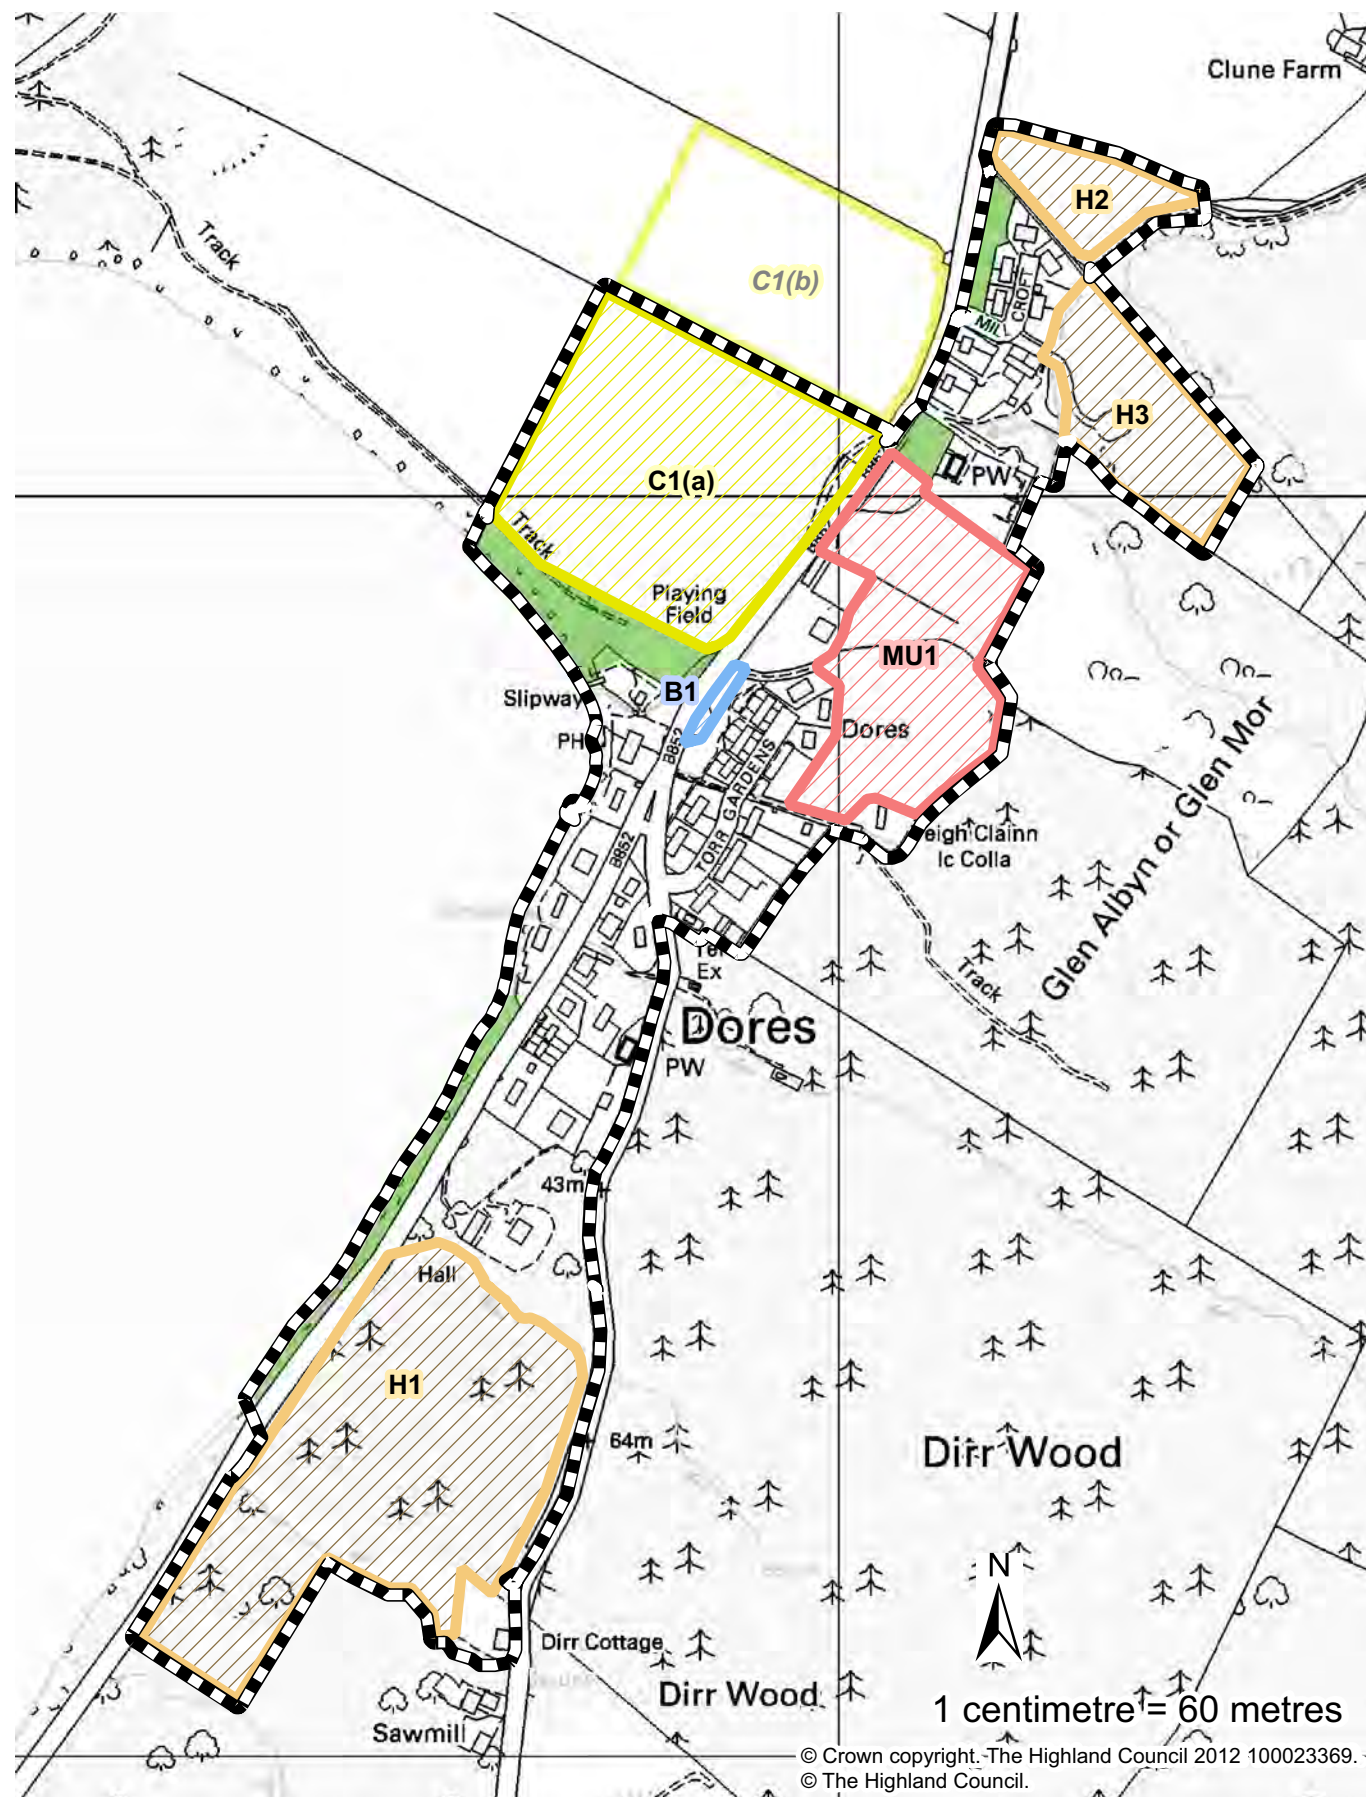 Clune Farm
H2
Track
C1(b)
CROFT
MIL
H3
C1(a)
PW
Track
Playing
Field
MU1
B1
Slipway
PH
B852
Dores
TORR GARDENS
B852
eigh Clainn
Ic Colla
Glen Albyn or Glen Mor
Tel
Ex
Track
Dores
PW
43m
Hall
H1
64m
Dirr Wood
N
Dirr Cottage
Dirr Wood
1 centimetre = 60 metres
Sawmill
© Crown copyright. The Highland Council 2012 100023369.
© The Highland Council.